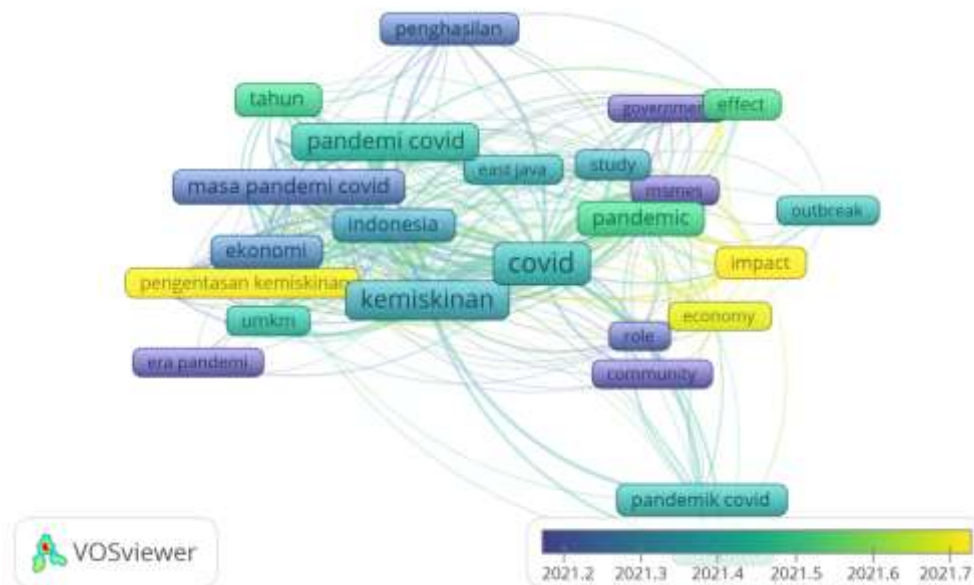 penghasilan
tahun
government
effect
pandemi covid
east java
study
masa pandemi covid
msmes
indonesia
pandemic
outbreak
ekonomi
covid
impact
pengentasan kemiskinan
kemiskinan
umkm
economy
role
era pandemi
community
pandemik covid
VOSviewer
2021.2 2021.3 2021.4 2021.5 2021.6 2021.7